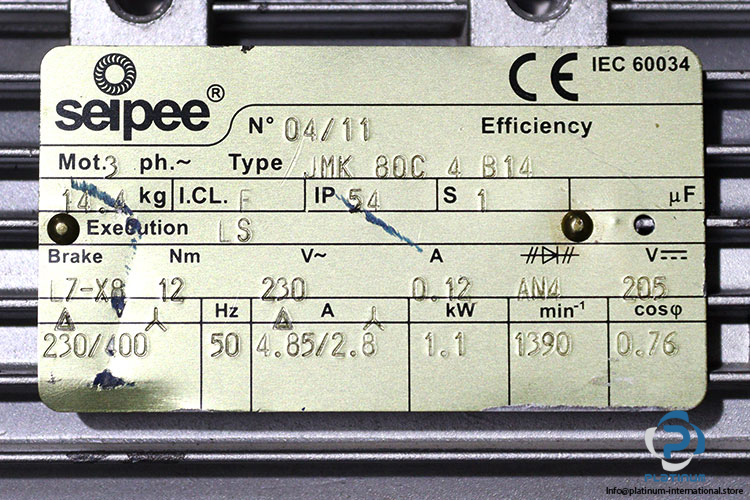 seipee®
CE IEC 60034
N° 04/11 Efficiency
Mot. 3 ph.~ Type JMK 80C 4 B14
14.4 kg I.CL. F IP 54 S 1 µF
Execution LS
Brake Nm V~ A V
L7-X8 12 230 0.12 AN4 205
Hz A kW min⁻¹ cosφ
230/400 50 4.85/2.8 1.1 1390 0.76
PLATINUM
Info@platinum-international.store